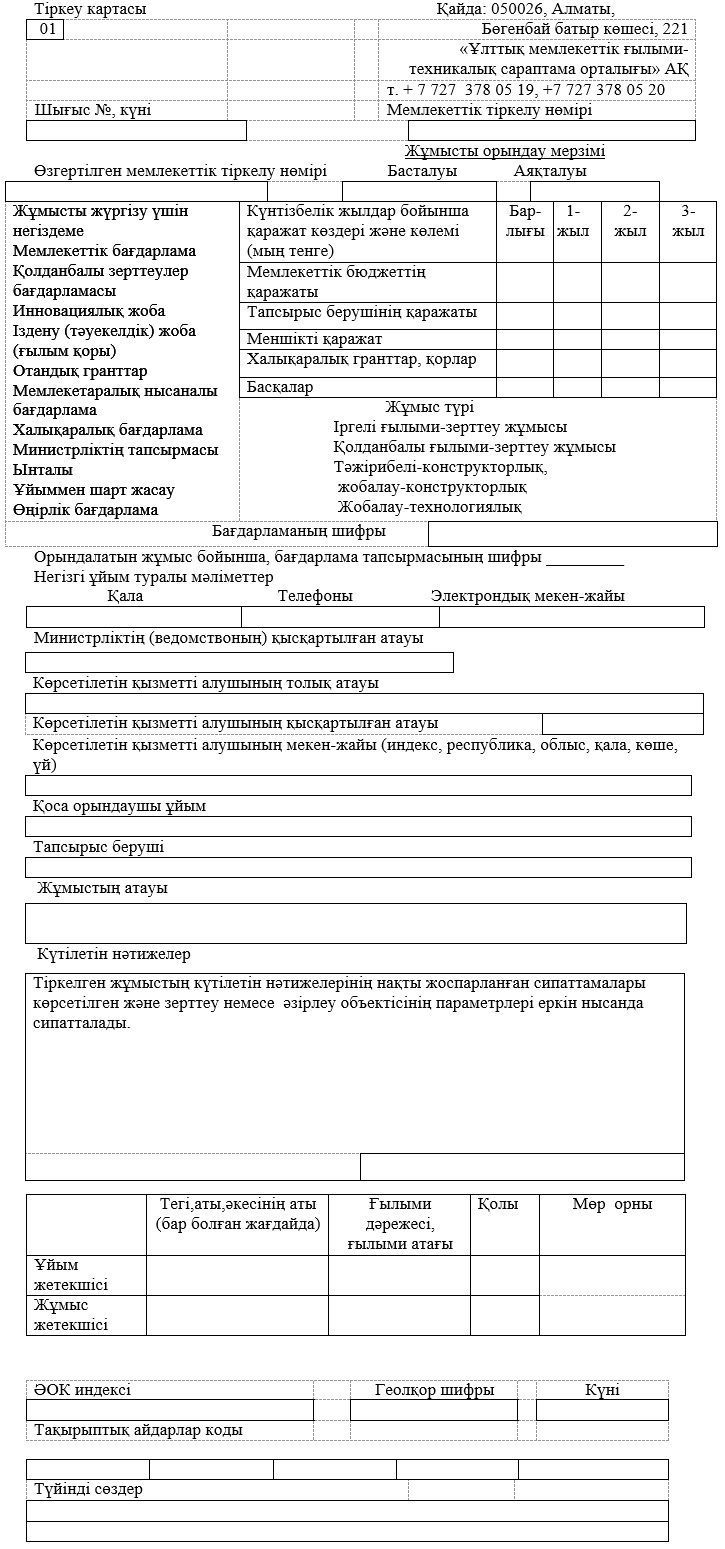 Тіркеу картасы
Қайда: 050026, Алматы,
01
Бөгенбай батыр көшесі, 221
«Ұлттық мемлекеттік ғылыми-
техникалық сараптама орталығы» АҚ
т. + 7 727 378 05 19, +7 727 378 05 20
Шығыс №, күні
Мемлекеттік тіркелу нөмірі
Жұмысты орындау мерзімі
Өзгертілген мемлекеттік тіркелу нөмірі
Басталуы
Аяқталуы
Жұмысты жүргізу үшін
негіздеме
Мемлекеттік бағдарлама
Қолданбалы зерттеулер
бағдарламасы
Инновациялық жоба
Іздену (тәуекелдік) жоба
(ғылым қоры)
Отандық гранттар
Мемлекетаралық нысаналы
бағдарлама
Халықаралық бағдарлама
Министрліктің тапсырмасы
Ынталы
Ұйыммен шарт жасау
Өңірлік бағдарлама
Күнтізбелік жылдар бойынша
қаражат көздері және көлемі
(мың тенге)
Бар-
лығы
1-
жыл
2-
жыл
3-
жыл
Мемлекеттік бюджеттің
қаражаты
Тапсырыс берушінің қаражаты
Меншікті қаражат
Халықаралық гранттар, қорлар
Басқалар
Жұмыс түрі
Іргелі ғылыми-зерттеу жұмысы
Қолданбалы ғылыми-зерттеу жұмысы
Тәжірибелі-конструкторлық,
жобалау-конструкторлық
Жобалау-технологиялық
Бағдарламаның шифры
Орындалатын жұмыс бойынша, бағдарлама тапсырмасының шифры __________
Негізгі ұйым туралы мәліметтер
Қала
Телефоны
Электрондық мекен-жайы
Министрліктің (ведомствоның) қысқартылған атауы
Көрсетілетін қызметті алушының толық атауы
Көрсетілетін қызметті алушының қысқартылған атауы
Көрсетілетін қызметті алушының мекен-жайы (индекс, республика, облыс, қала, көше,
үй)
Қоса орындаушы ұйым
Тапсырыс беруші
Жұмыстың атауы
Күтілетін нәтижелер
Тіркелген жұмыстың күтілетін нәтижелерінің нақты жоспарланған сипаттамалары
көрсетілген және зерттеу немесе әзірлеу объектісінің параметрлері еркін нысанда
сипатталады.
Тегі,аты,әкесінің аты
(бар болған жағдайда)
Ғылыми
дәрежесі,
ғылыми атағы
Қолы
Мөр орны
Ұйым
жетекшісі
Жұмыс
жетекшісі
ӘОК индексі
Геолқор шифры
Күні
Тақырыптық айдарлар коды
Түйінді сөздер